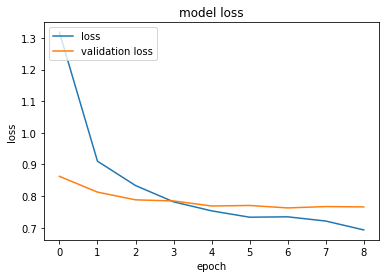 model loss
loss
validation loss
1.3
1.2
1.1
1.0
0.9
0.8
0.7
loss
0 1 2 3 4 5 6 7 8
epoch